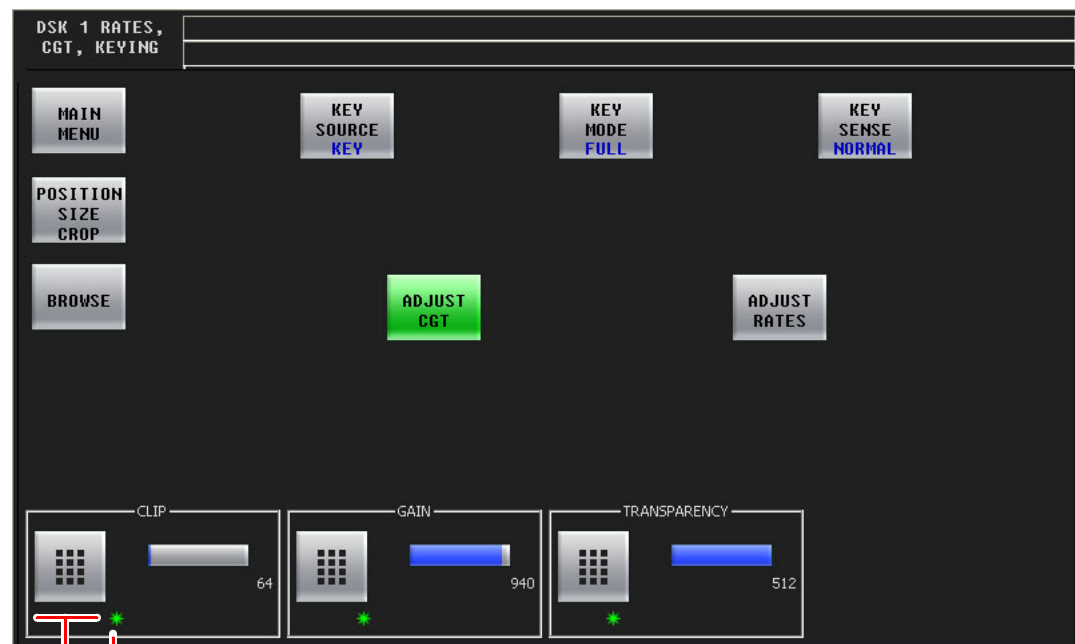 DSK 1 RATES,
CGT, KEYING
MAIN
MENU
KEY
SOURCE
KEY
KEY
MODE
FULL
KEY
SENSE
NORMAL
POSITION
SIZE
CROP
BROWSE
ADJUST
CGT
ADJUST
RATES
CLIP
64
GAIN
940
TRANSPARENCY
512